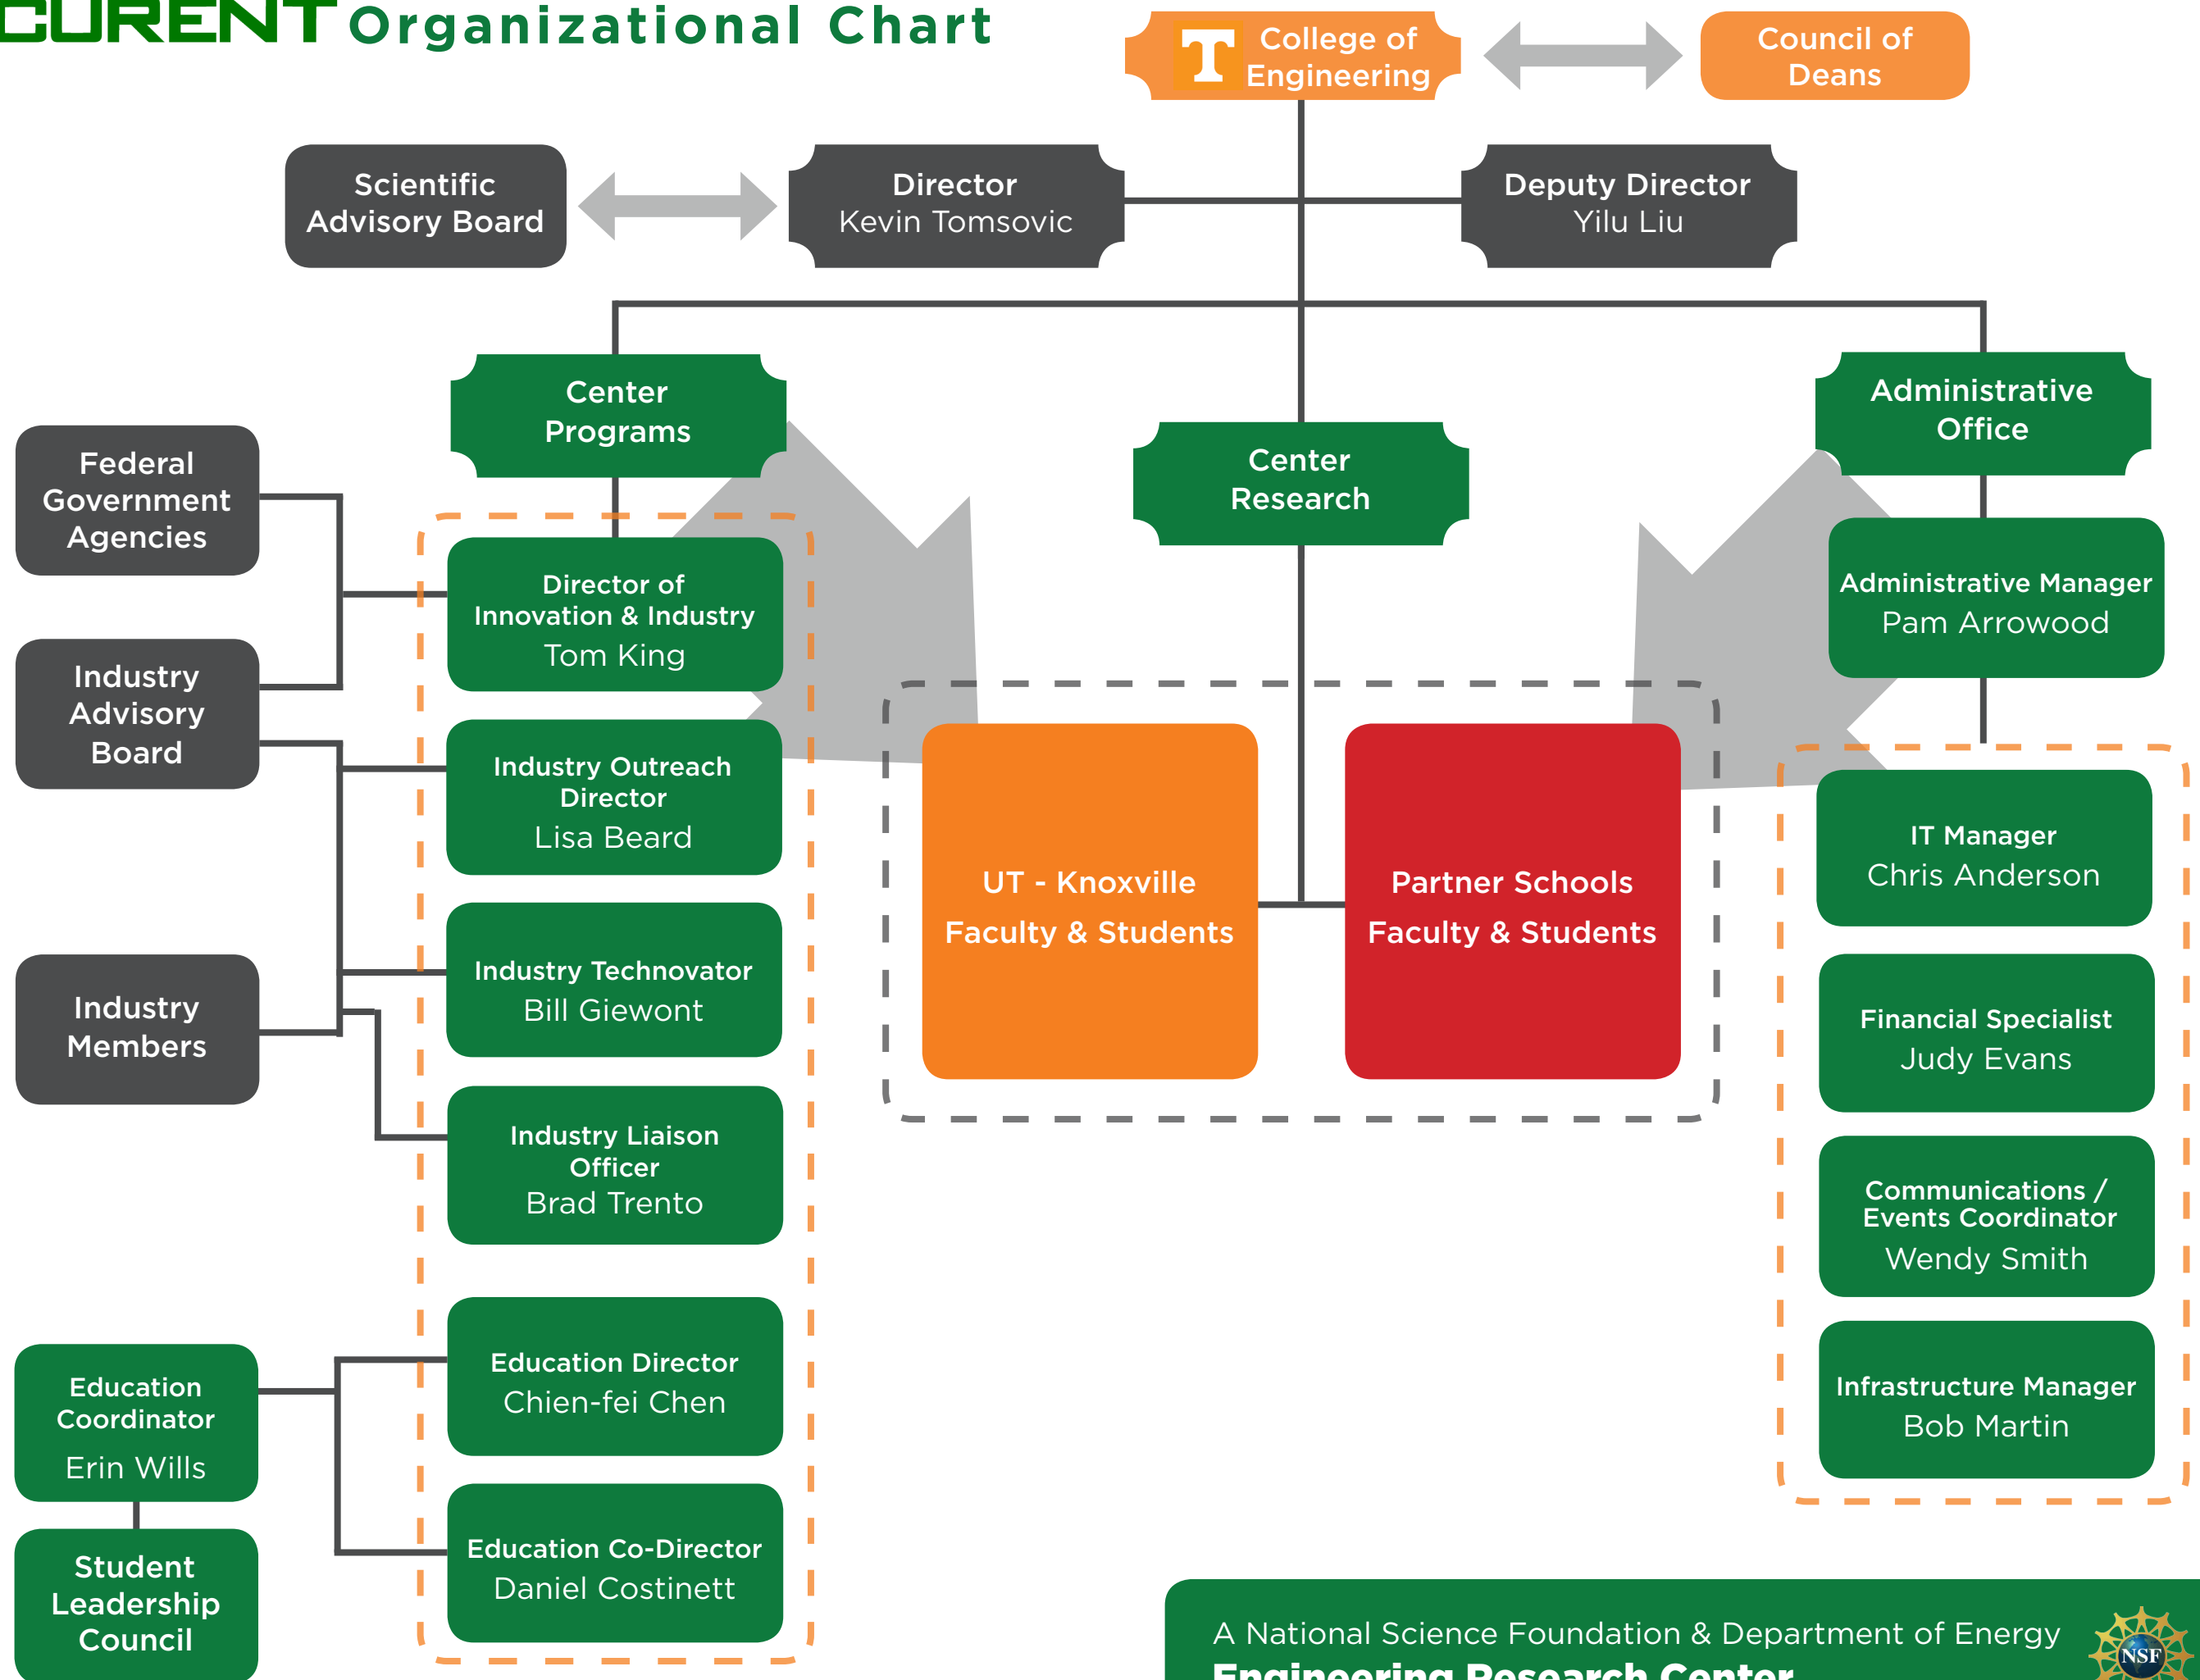 CURENT Organizational Chart
T
College of
Engineering
Council of
Deans
Scientific
Advisory Board
Director
Kevin Tomsovic
Deputy Director
Yilu Liu
Center
Programs
Center
Research
Administrative
Office
Federal
Government
Agencies
Industry
Advisory
Board
Industry
Members
Director of
Innovation & Industry
Tom King
Industry Outreach
Director
Lisa Beard
Industry Technovator
Bill Giewont
Industry Liaison
Officer
Brad Trento
Education Director
Chien-fei Chen
Education Co-Director
Daniel Costinett
Education
Coordinator
Erin Wills
Student
Leadership
Council
UT - Knoxville
Faculty & Students
Partner Schools
Faculty & Students
Administrative Manager
Pam Arrowood
IT Manager
Chris Anderson
Financial Specialist
Judy Evans
Communications /
Events Coordinator
Wendy Smith
Infrastructure Manager
Bob Martin
A National Science Foundation & Department of Energy
Engineering Research Center
NSF